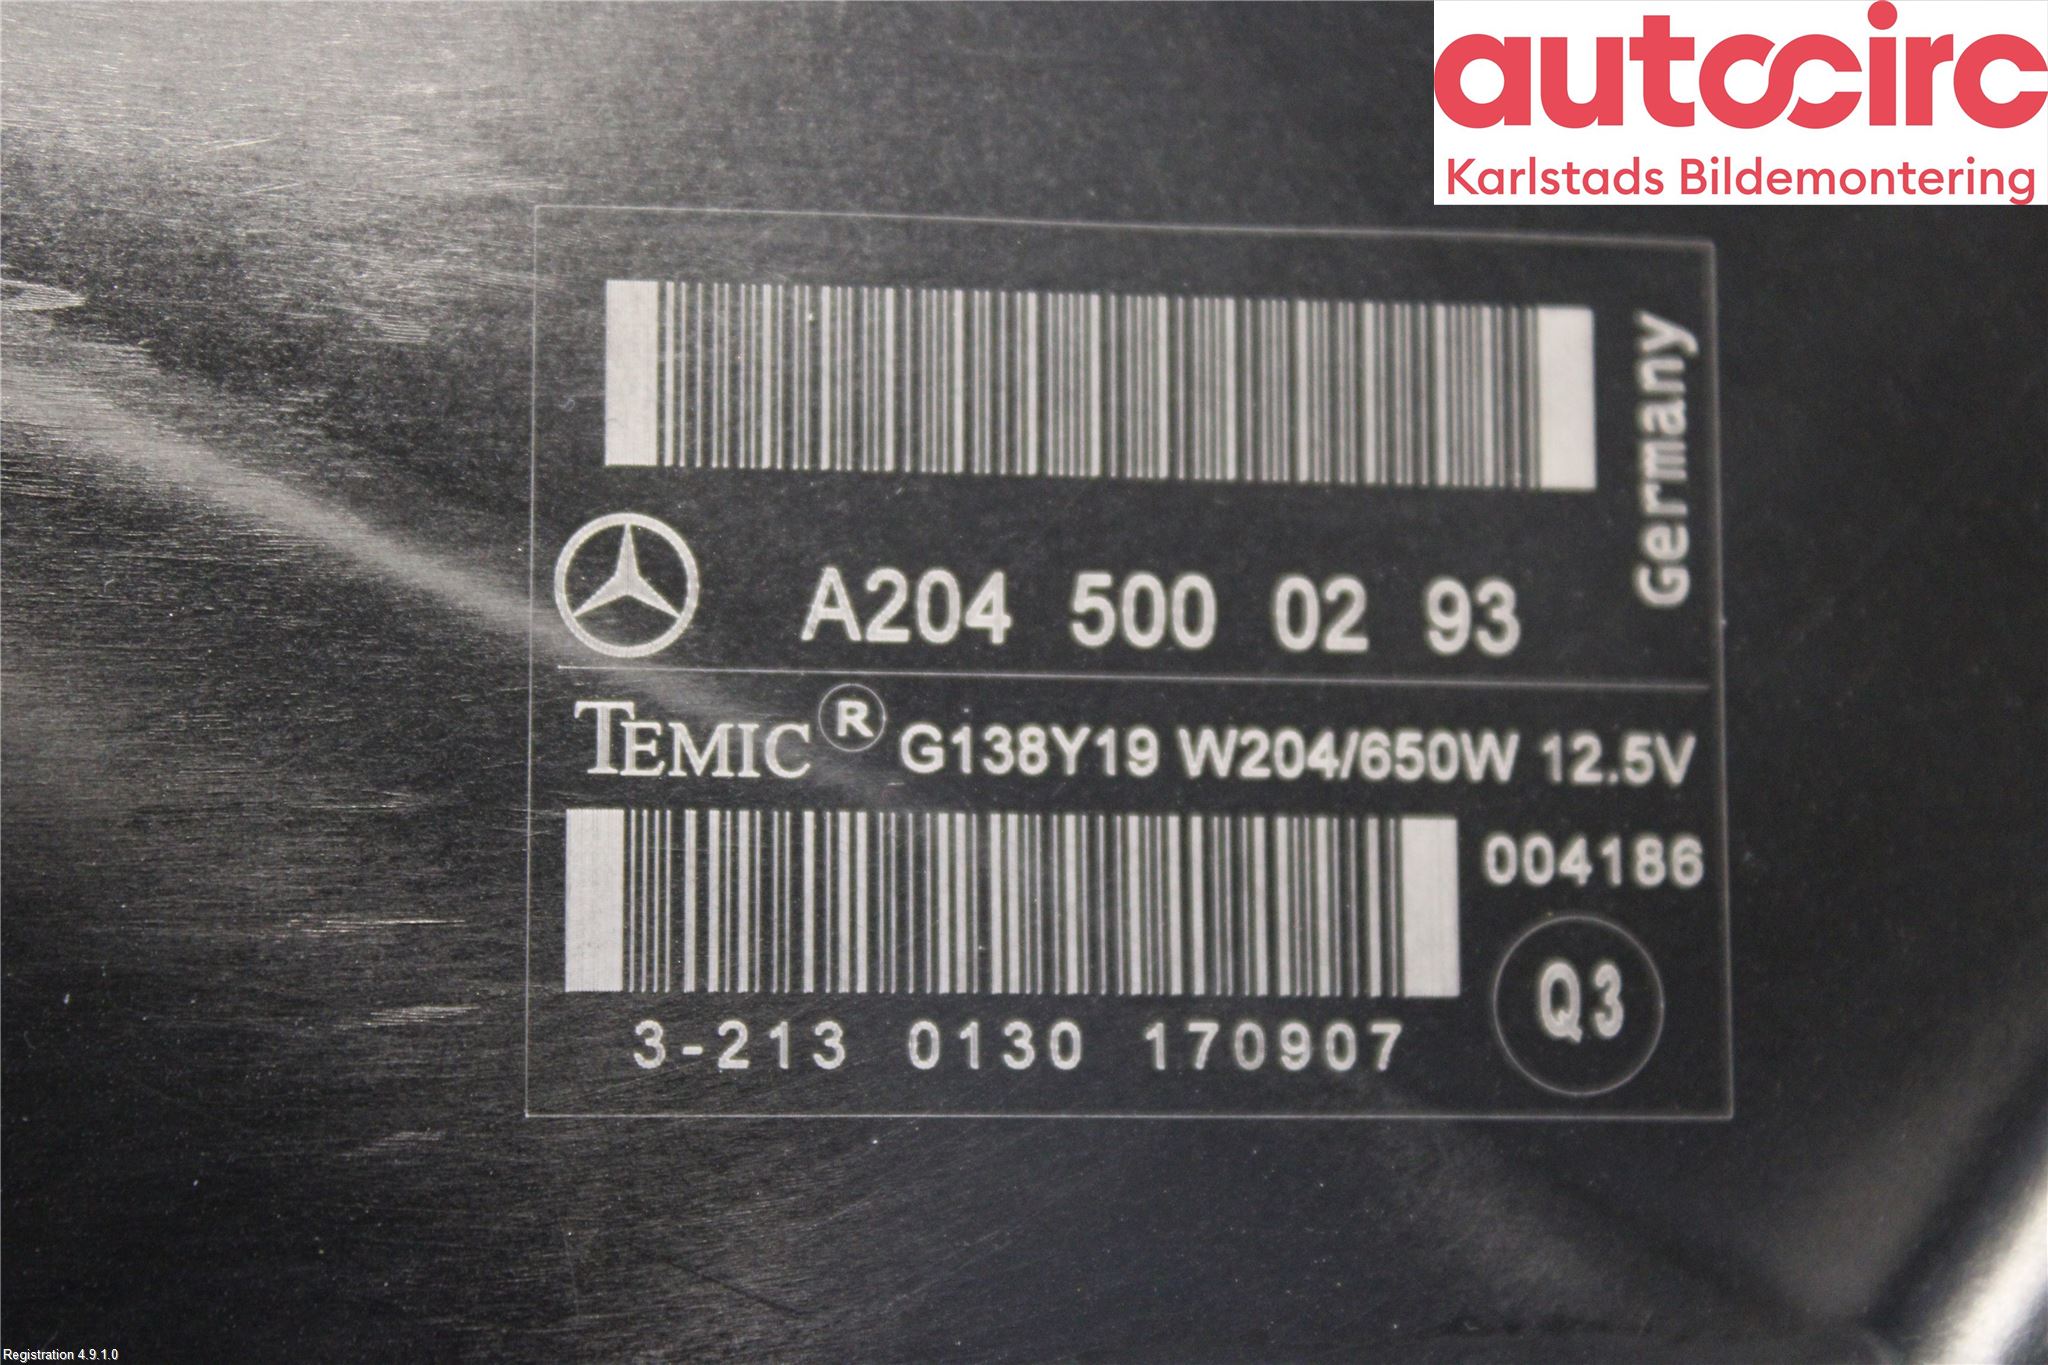 autocirc
Karlstads Bildemontering
Germany
A204 500 02 93
TEMIC ® G138Y19 W204/650W 12.5V
004186
Q3
3-213 0130 170907
Registration 4.9.1.0